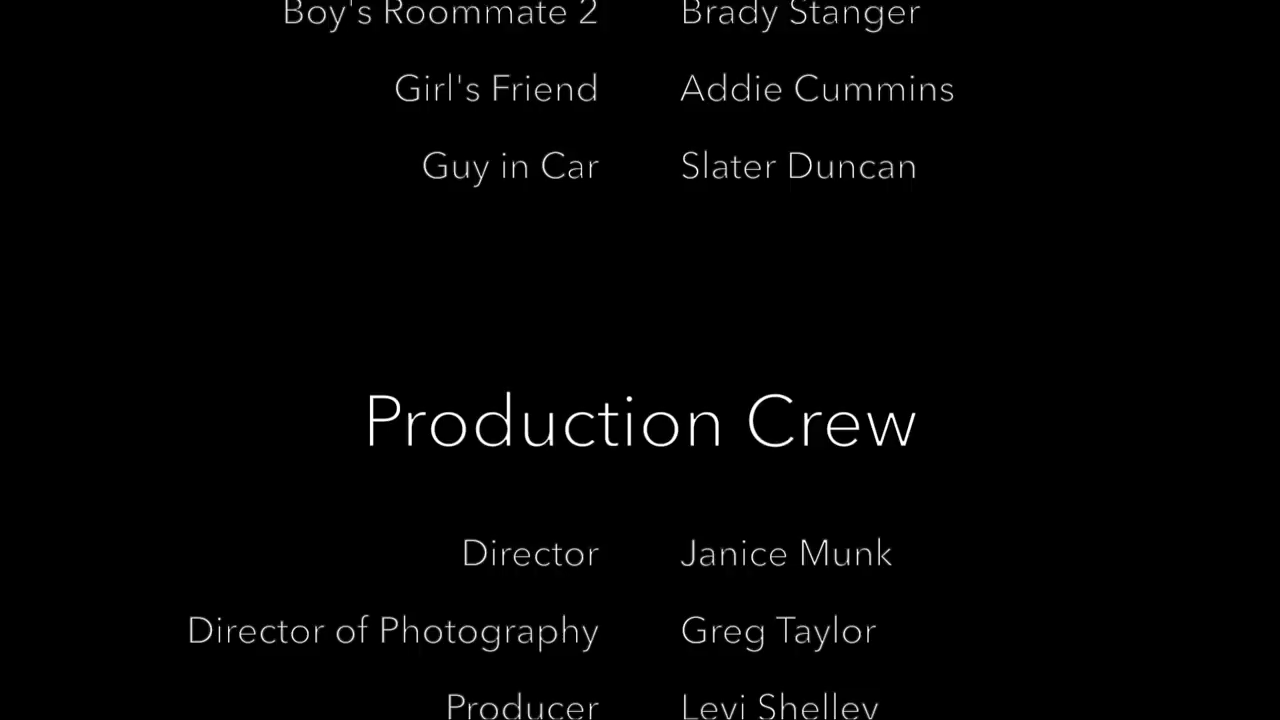 Boy's Roommate 2 Brady Stanger
Girl's Friend Addie Cummins
Guy in Car Slater Duncan
Production Crew
Director Janice Munk
Director of Photography Greg Taylor
Producer Levi Shelley